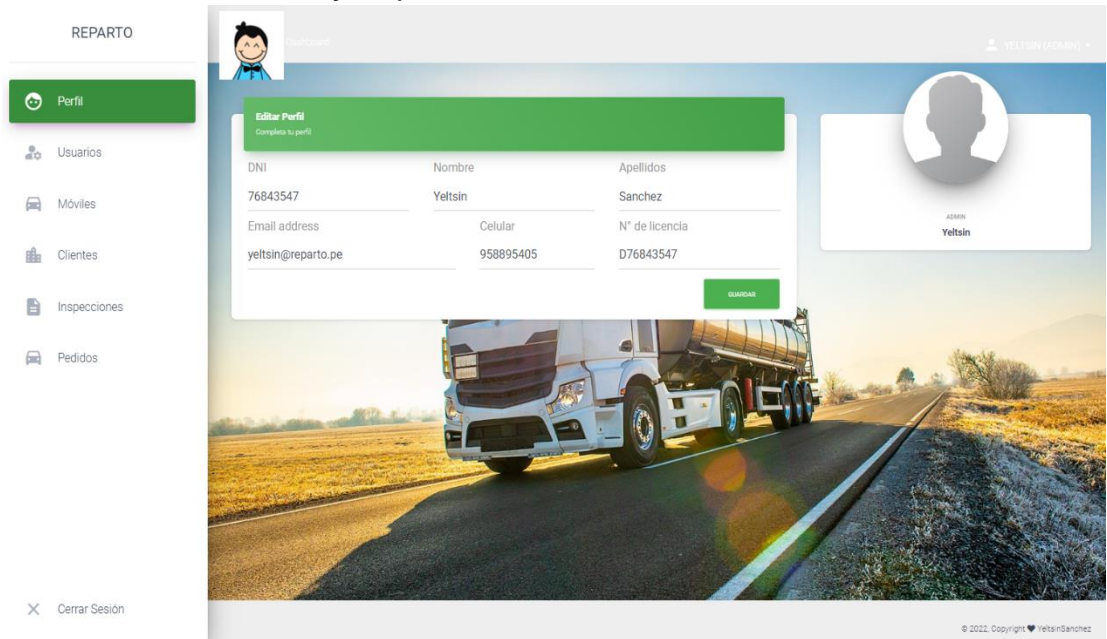 REPARTO
Dashboard
YELTSIN (ADMIN)
Perfil
Usuarios
Móviles
Clientes
Inspecciones
Pedidos
Cerrar Sesión
Editar Perfil
Completa tu perfil
DNI Nombre Apellidos
76843547 Yeltsin Sanchez
Email address Celular N° de licencia
yeltsin@reparto.pe 958895405 D76843547
GUARDAR
ADMIN
Yeltsin
© 2022, Copyright ♥ YeltsinSanchez